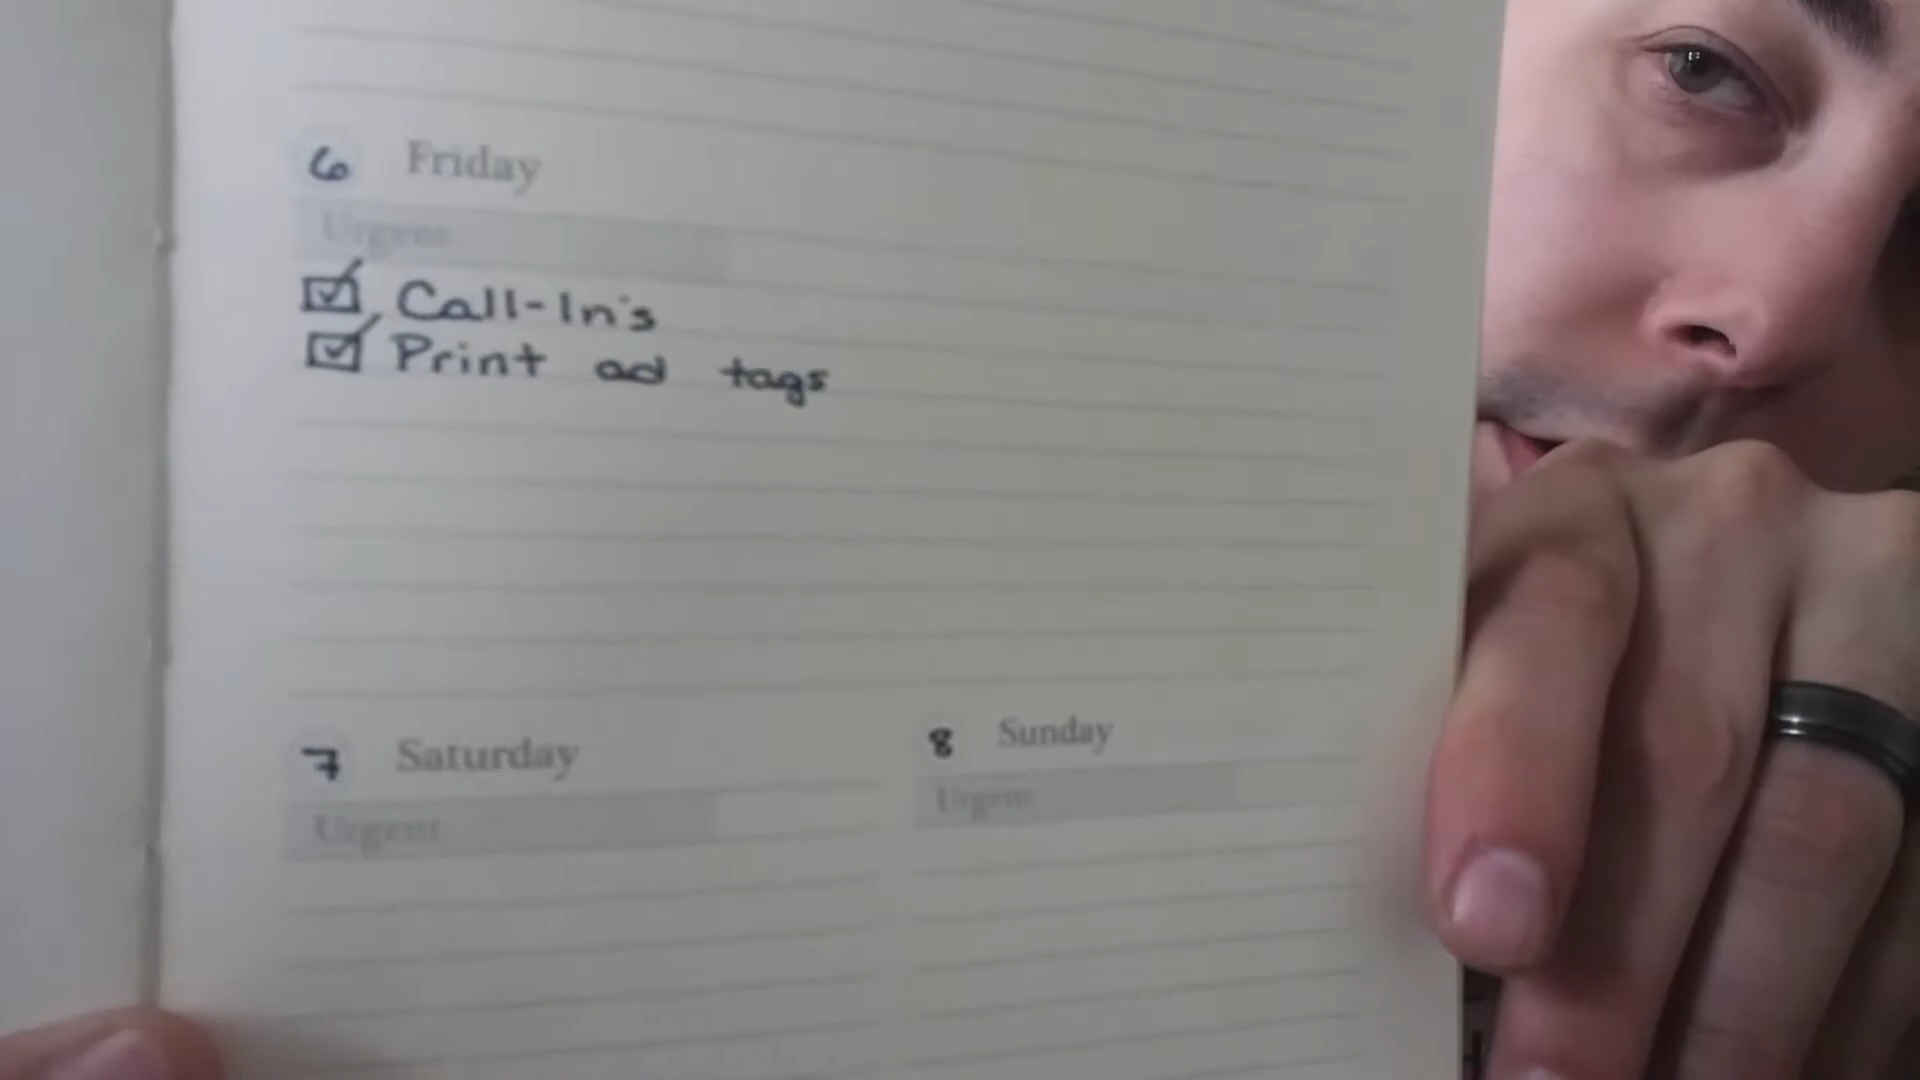 6 Friday
Urgent
☑ Call-In's
☑ Print ad tags
7 Saturday
8 Sunday
Urgent
Urgent